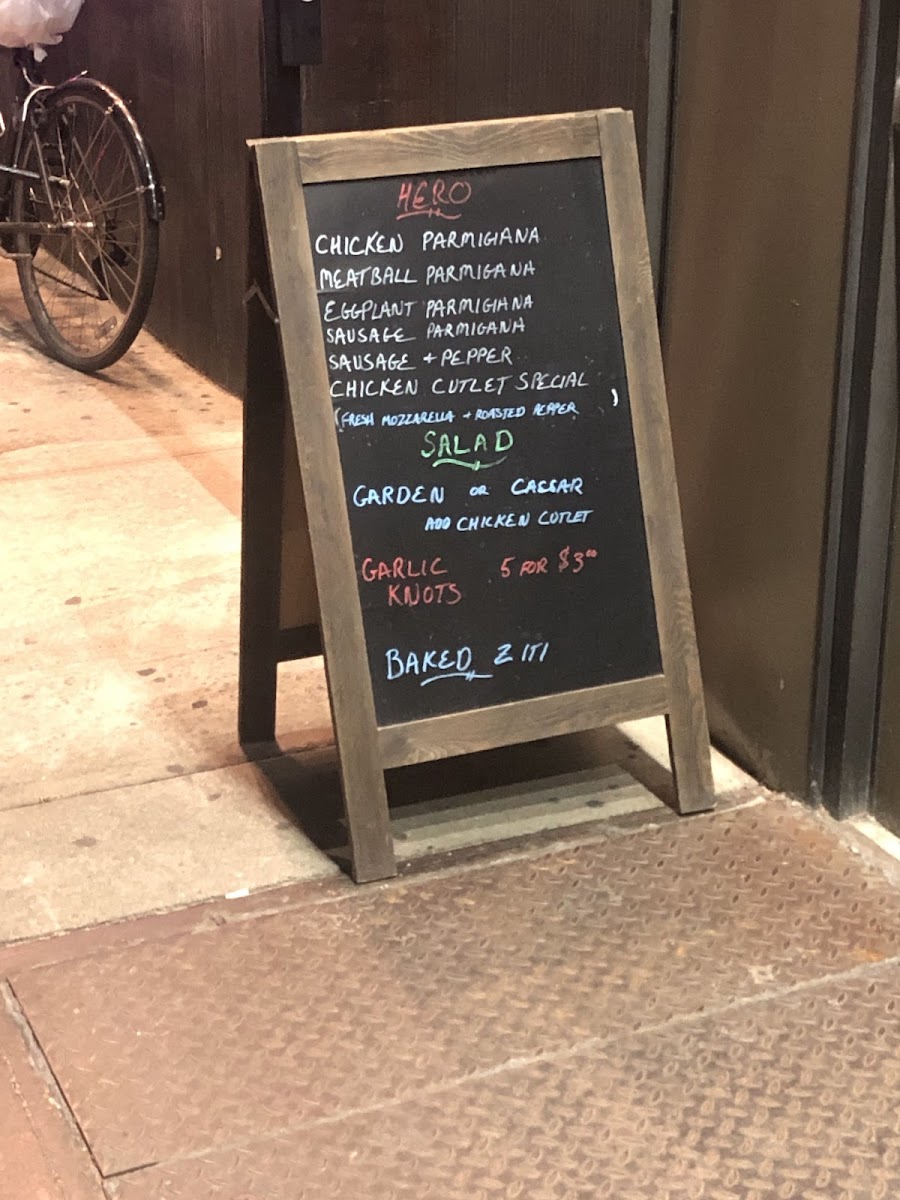 HERO
CHICKEN PARMIGIANA
MEATBALL PARMIGANA
EGGPLANT PARMIGIANA
SAUSAGE PARMIGANA
SAUSAGE + PEPPER
CHICKEN CUTLET SPECIAL
(FRESH MOZZARELLA + ROASTED PEPPER)
SALAD
GARDEN OR CAESAR
ADD CHICKEN CUTLET
GARLIC KNOTS 5 FOR $3.00
BAKED ZITI